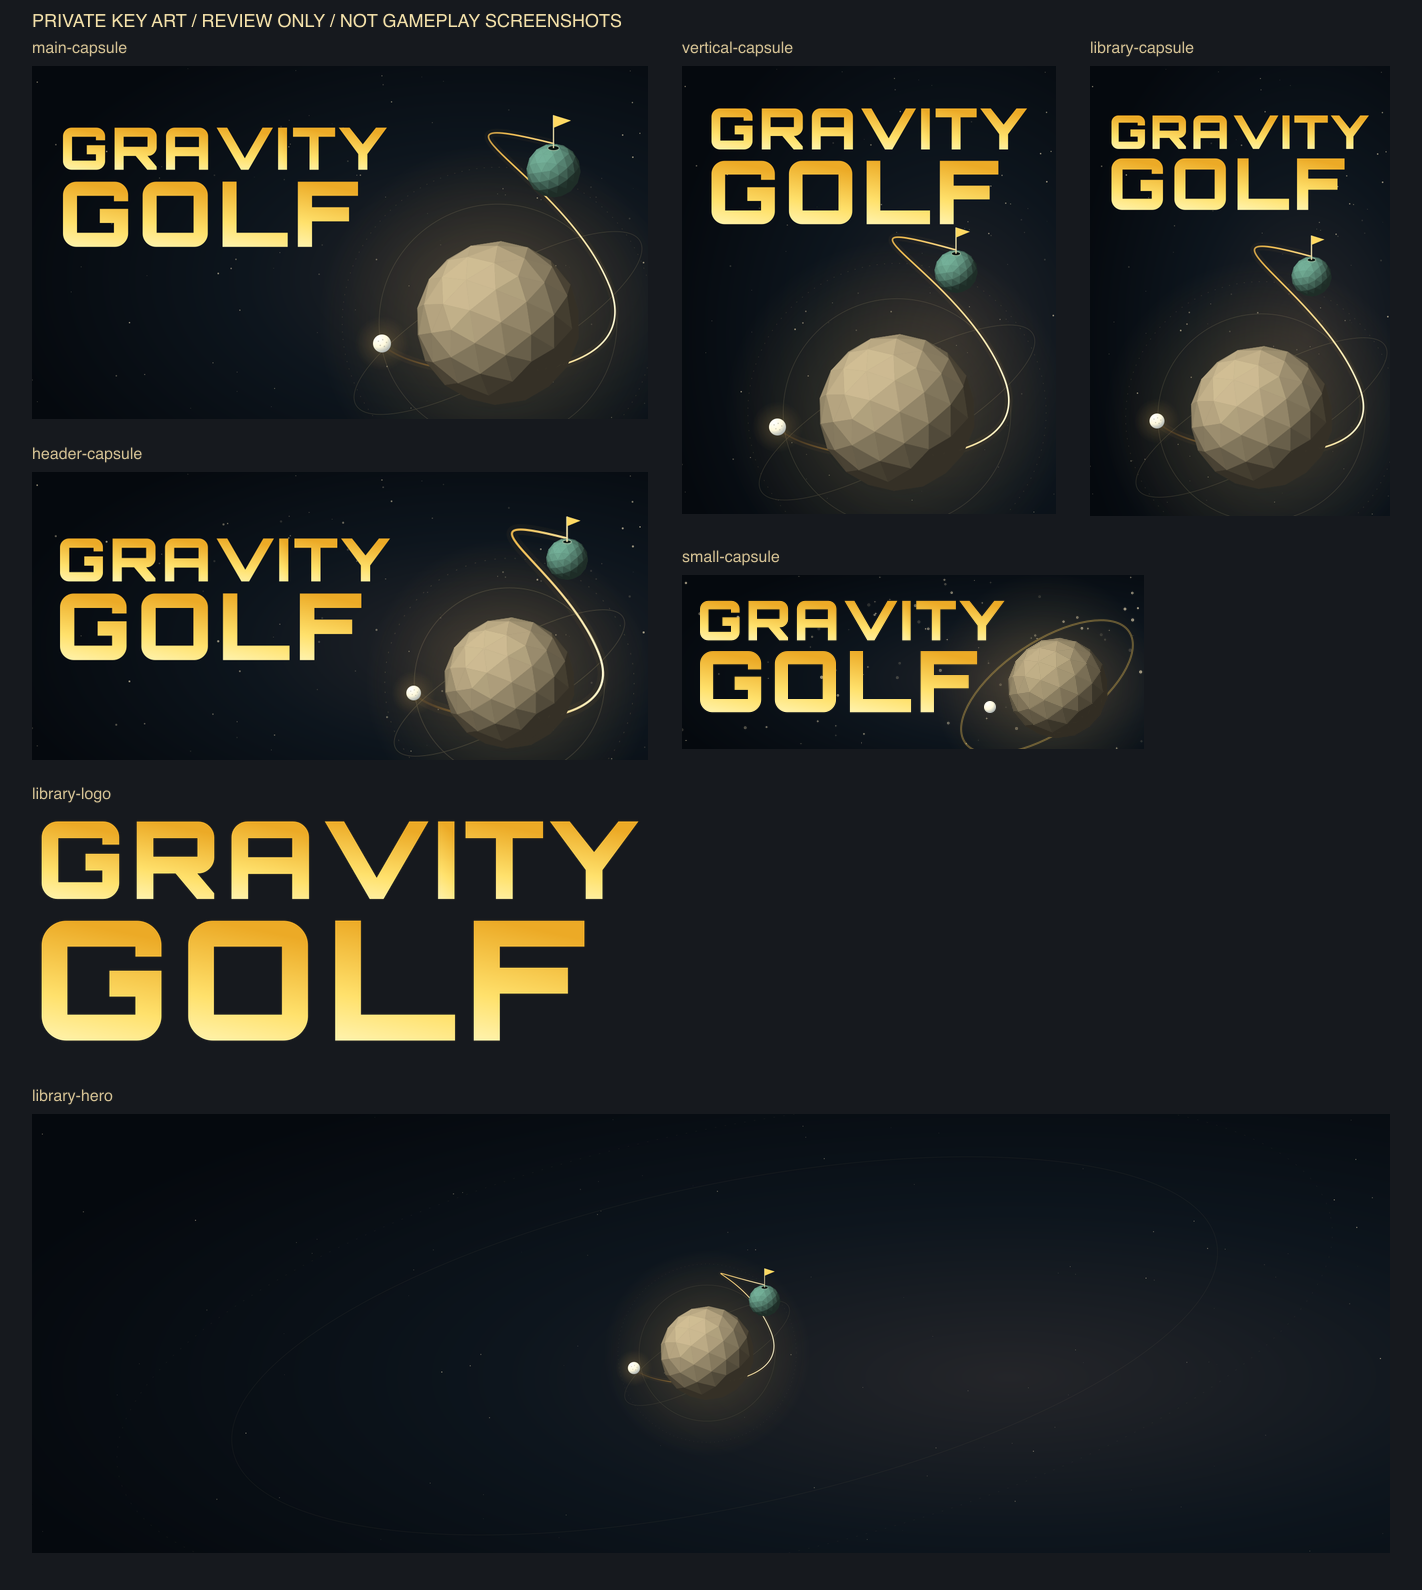 PRIVATE KEY ART / REVIEW ONLY / NOT GAMEPLAY SCREENSHOTS
main-capsule
GRAVITY
GOLF
vertical-capsule
GRAVITY
GOLF
library-capsule
GRAVITY
GOLF
header-capsule
GRAVITY
GOLF
small-capsule
GRAVITY
GOLF
library-logo
GRAVITY
GOLF
library-hero